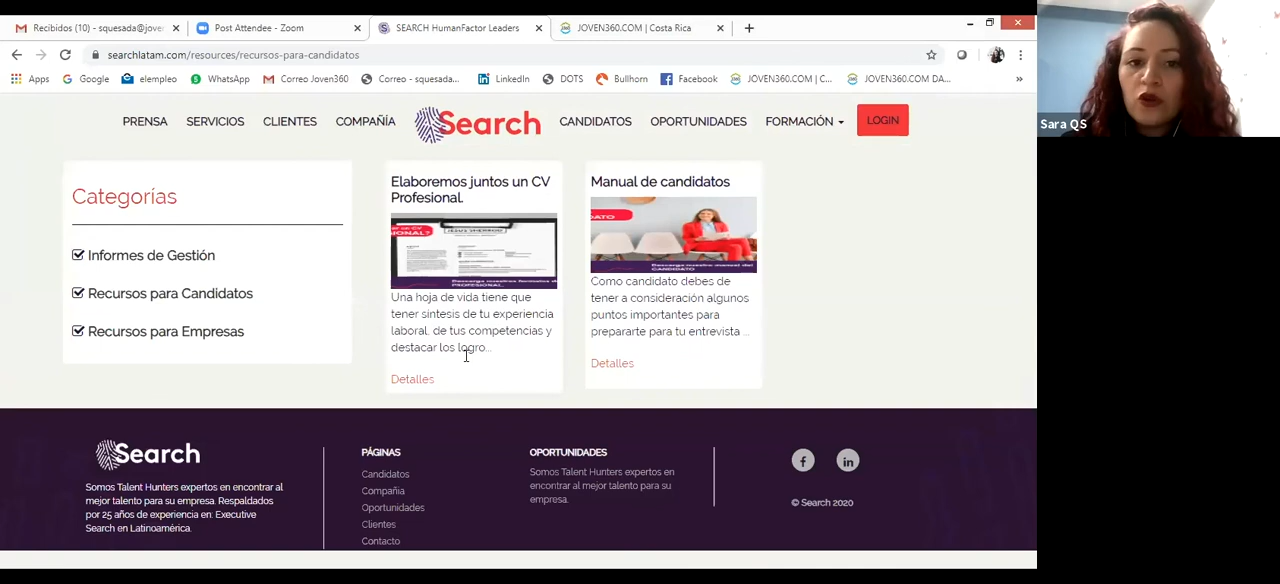 Recibidos (10) - squesada@jove
Post Attendee - Zoom
SEARCH HumanFactor Leaders
JOVEN360.COM | Costa Rica
searchlatam.com/resources/recursos-para-candidatos
Apps
Google
elempleo
WhatsApp
Correo Joven360
Correo - squesada...
LinkedIn
DOTS
Bullhorn
Facebook
JOVEN360.COM | C...
JOVEN360.COM DA...
Sara QS
PRENSA
SERVICIOS
CLIENTES
COMPAÑÍA
Search
CANDIDATOS
OPORTUNIDADES
FORMACIÓN
LOGIN
Categorías
Informes de Gestión
Recursos para Candidatos
Recursos para Empresas
Elaboremos juntos un CV
Profesional.
Una hoja de vida tiene que
tener síntesis de tu experiencia
laboral, de tus competencias y
destacar los logro...
Detalles
Manual de candidatos
Como candidato debes de
tener a consideración algunos
puntos importantes para
prepararte para tu entrevista ...
Detalles
Search
Somos Talent Hunters expertos en encontrar al
mejor talento para su empresa. Respaldados
por 25 años de experiencia en: Executive
Search en Latinoamérica.
PÁGINAS
Candidatos
Compañia
Oportunidades
Clientes
Contacto
OPORTUNIDADES
Somos Talent Hunters expertos en
encontrar al mejor talento para su
empresa.
© Search 2020